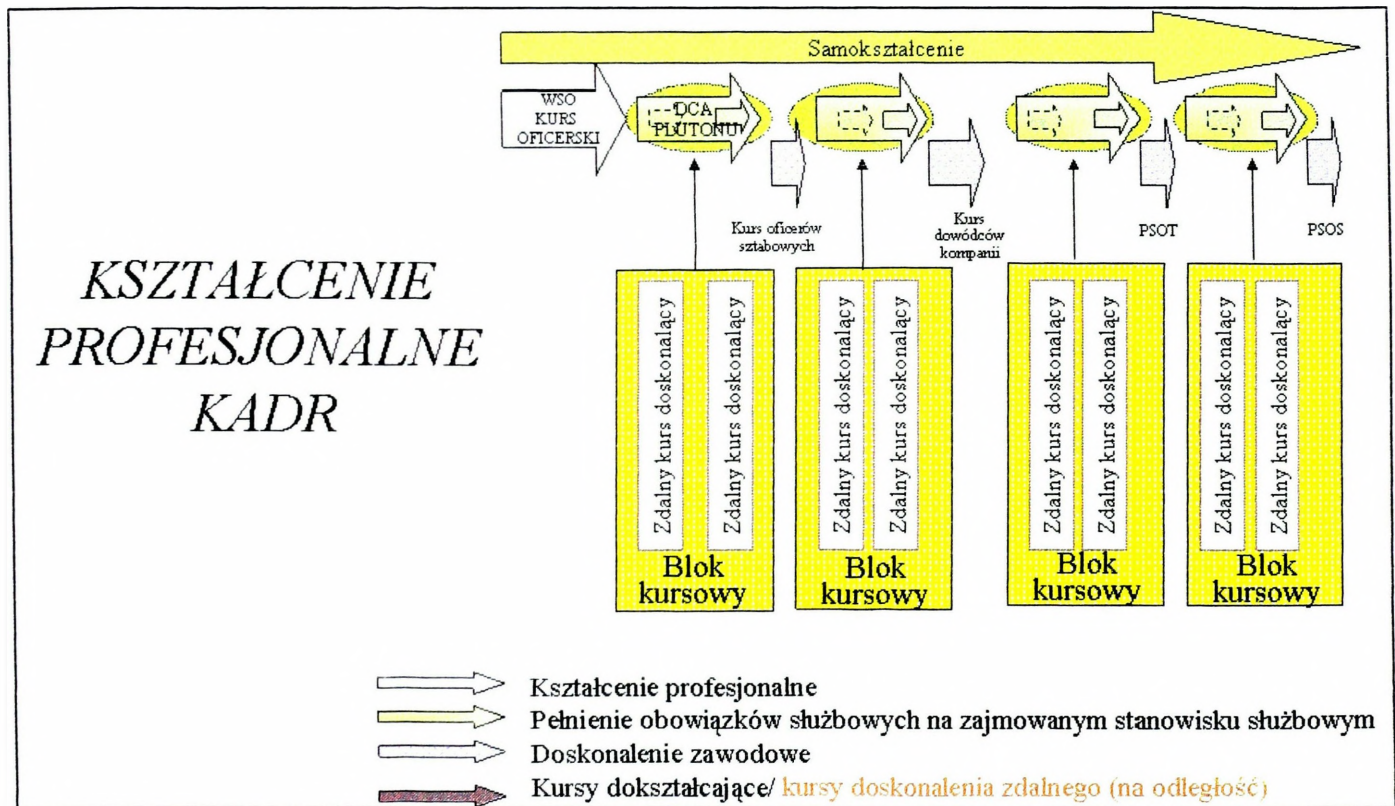 Samokształcenie
WSO
KURS
OFICERSKI
DCA
PLUTONU
Kurs oficerów
sztabowych
Kurs
dowódców
kompanii
PSOT
PSOS
KSZTAŁCENIE
PROFESJONALNE
KADR
Zdalny kurs doskonalący
Zdalny kurs doskonalący
Blok
kursowy
Zdalny kurs doskonalący
Zdalny kurs doskonalący
Blok
kursowy
Zdalny kurs doskonalący
Zdalny kurs doskonalący
Blok
kursowy
Zdalny kurs doskonalący
Zdalny kurs doskonalący
Blok
kursowy
Kształcenie profesjonalne
Pełnienie obowiązków służbowych na zajmowanym stanowisku służbowym
Doskonalenie zawodowe
Kursy dokształcające/ kursy doskonalenia zdalnego (na odległość)